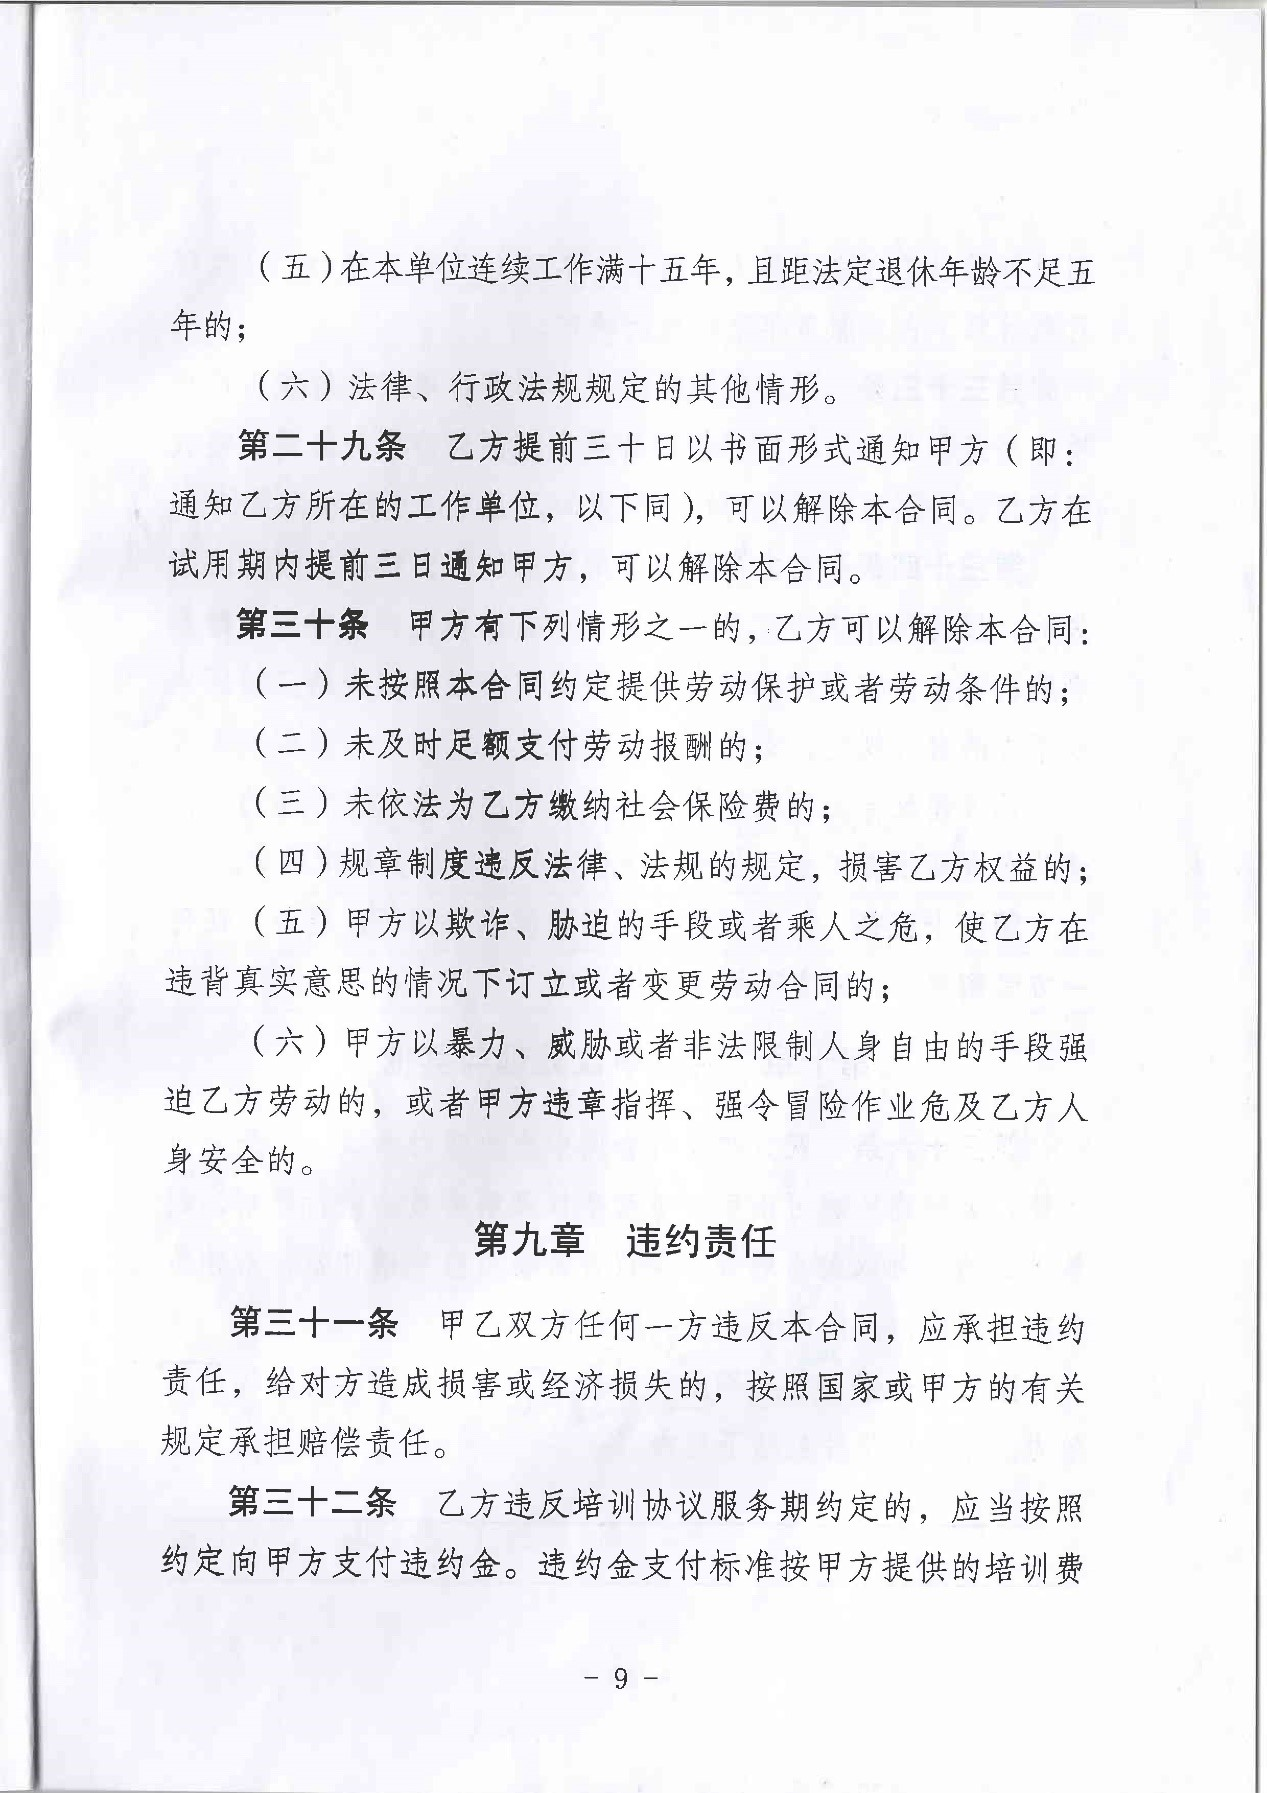 （五）在本单位连续工作满十五年，且距法定退休年龄不足五
年的；
（六）法律、行政法规规定的其他情形。
第二十九条　乙方提前三十日以书面形式通知甲方（即：
通知乙方所在的工作单位，以下同），可以解除本合同。乙方在
试用期内提前三日通知甲方，可以解除本合同。
第三十条　甲方有下列情形之一的，乙方可以解除本合同：
（一）未按照本合同约定提供劳动保护或者劳动条件的；
（二）未及时足额支付劳动报酬的；
（三）未依法为乙方缴纳社会保险费的；
（四）规章制度违反法律、法规的规定，损害乙方权益的；
（五）甲方以欺诈、胁迫的手段或者乘人之危，使乙方在
违背真实意思的情况下订立或者变更劳动合同的；
（六）甲方以暴力、威胁或者非法限制人身自由的手段强
迫乙方劳动的，或者甲方违章指挥、强令冒险作业危及乙方人
身安全的。
第九章　违约责任
第三十一条　甲乙双方任何一方违反本合同，应承担违约
责任，给对方造成损害或经济损失的，按照国家或甲方的有关
规定承担赔偿责任。
第三十二条　乙方违反培训协议服务期约定的，应当按照
约定向甲方支付违约金。违约金支付标准按甲方提供的培训费
- 9 -